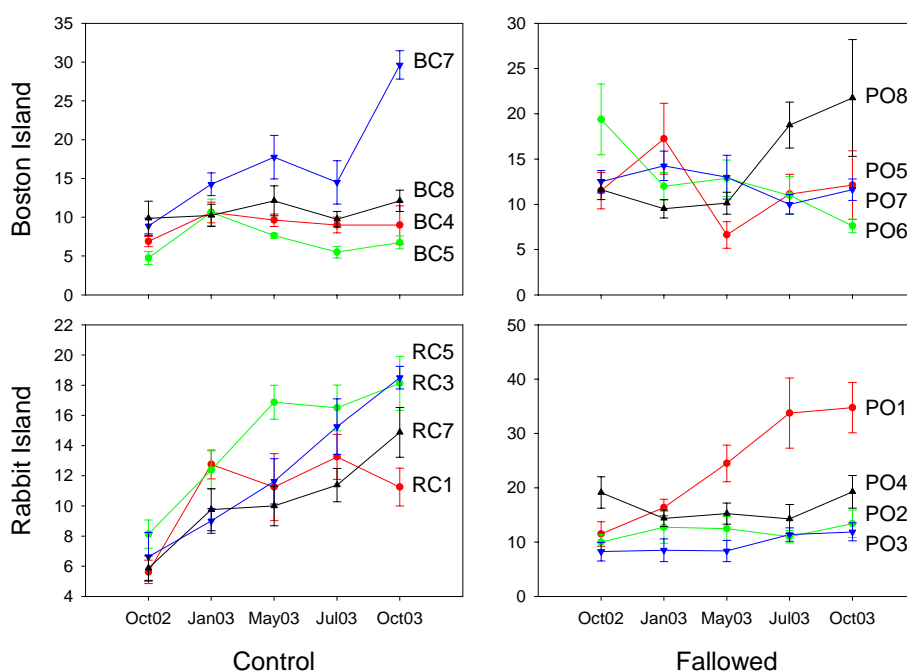 Boston Island
35
30
25
20
15
10
5
0
BC7
BC8
BC4
BC5
30
25
20
15
10
5
0
PO8
PO5
PO7
PO6
Rabbit Island
22
20
18
16
14
12
10
8
6
4
RC5
RC3
RC7
RC1
Oct02 Jan03 May03 Jul03 Oct03
Control
50
40
30
20
10
0
PO1
PO4
PO2
PO3
Oct02 Jan03 May03 Jul03 Oct03
Fallowed